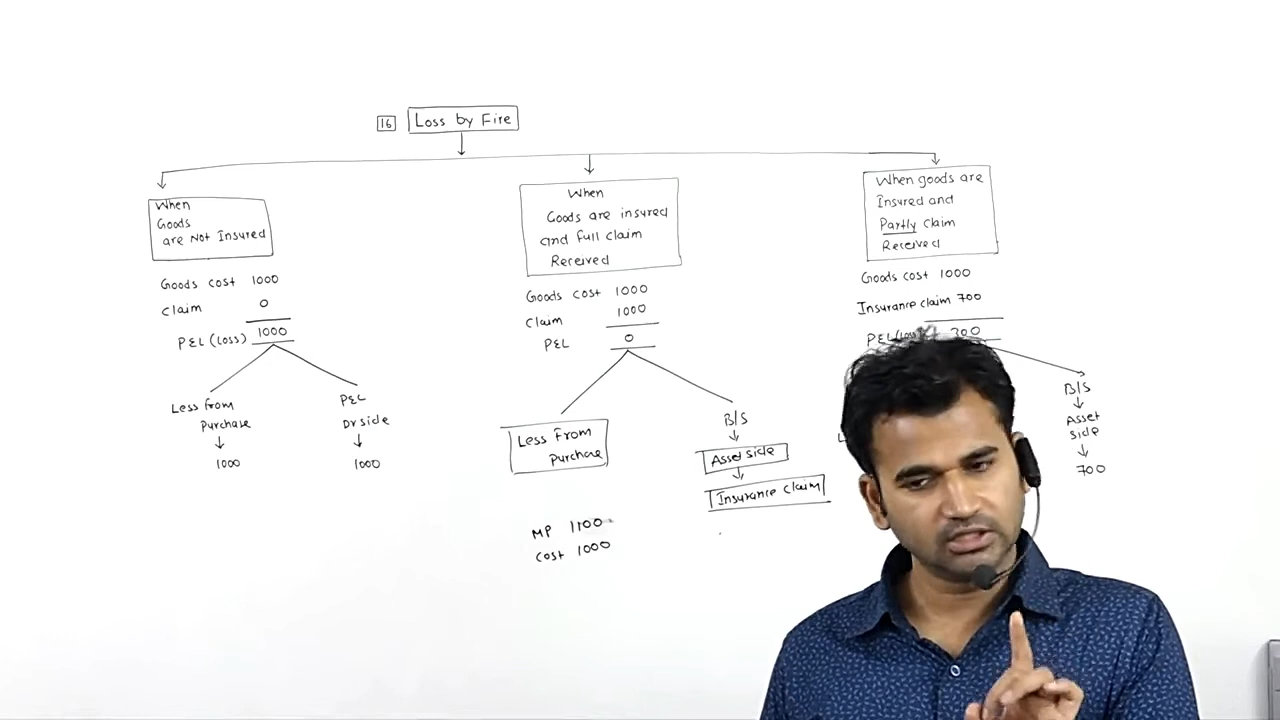 16 Loss by Fire
When
Goods
are Not Insured
Goods cost 1000
claim 0
P&L (Loss) 1000
Less from
Purchase
1000
P&L
Dr side
1000
When
Goods are insured
and full claim
Received
Goods cost 1000
claim 1000
P&L 0
Less From
Purchase
B/S
Asset side
Insurance claim
MP 1100
cost 1000
When goods are
Insured and
Partly claim
Received
Goods cost 1000
Insurance claim 700
P&L (Loss) 300
B/S
Asset
side
700